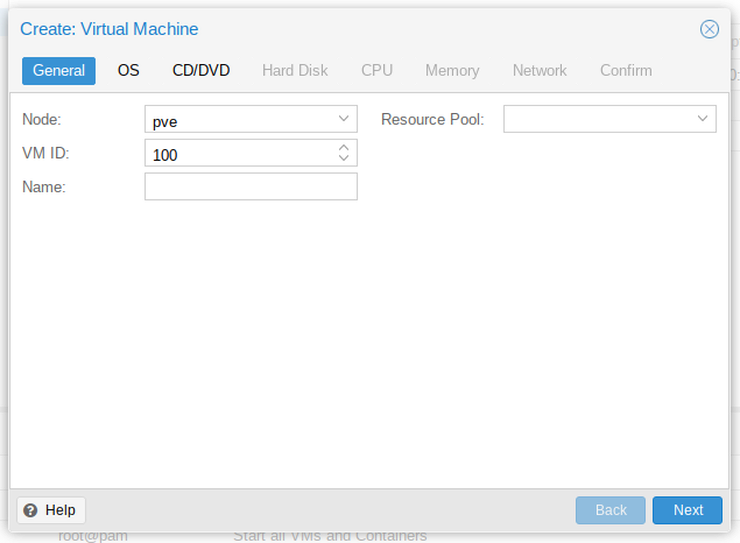 Create: Virtual Machine
General OS CD/DVD Hard Disk CPU Memory Network Confirm
Node: pve Resource Pool:
VM ID: 100
Name:
Help Back Next
root@pam Start all VMs and Containers